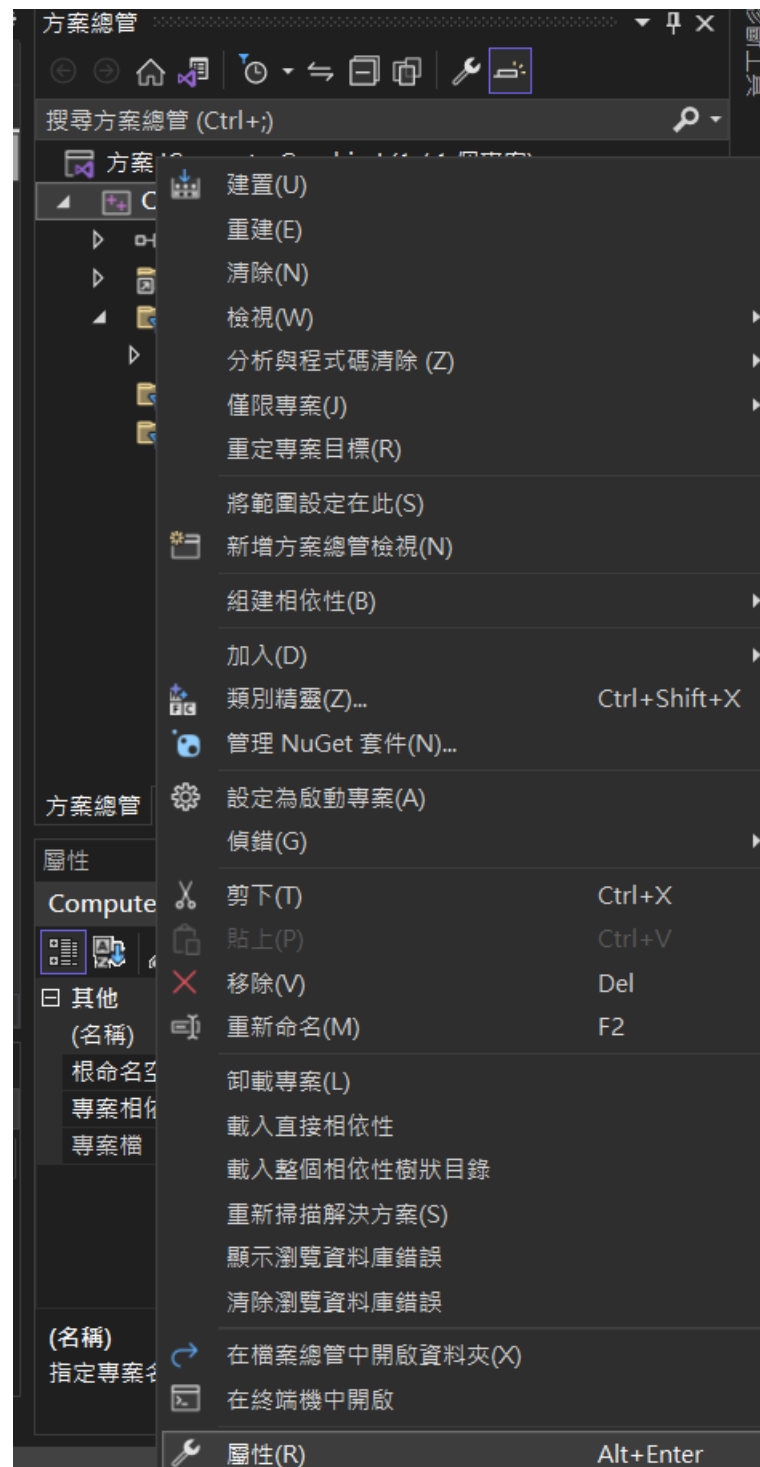 方案總管
搜尋方案總管 (Ctrl+;)
方案
C
建置(U)
重建(E)
清除(N)
檢視(W)
分析與程式碼清除 (Z)
僅限專案(J)
重定專案目標(R)
將範圍設定在此(S)
新增方案總管檢視(N)
組建相依性(B)
加入(D)
類別精靈(Z)... Ctrl+Shift+X
管理 NuGet 套件(N)...
設定為啟動專案(A)
偵錯(G)
剪下(T) Ctrl+X
貼上(P) Ctrl+V
移除(V) Del
重新命名(M) F2
卸載專案(L)
載入直接相依性
載入整個相依性樹狀目錄
重新掃描解決方案(S)
顯示瀏覽資料庫錯誤
清除瀏覽資料庫錯誤
在檔案總管中開啟資料夾(X)
在終端機中開啟
屬性(R) Alt+Enter
方案總管
屬性
Compute
其他
(名稱)
根命名空
專案相依
專案檔
(名稱)
指定專案名